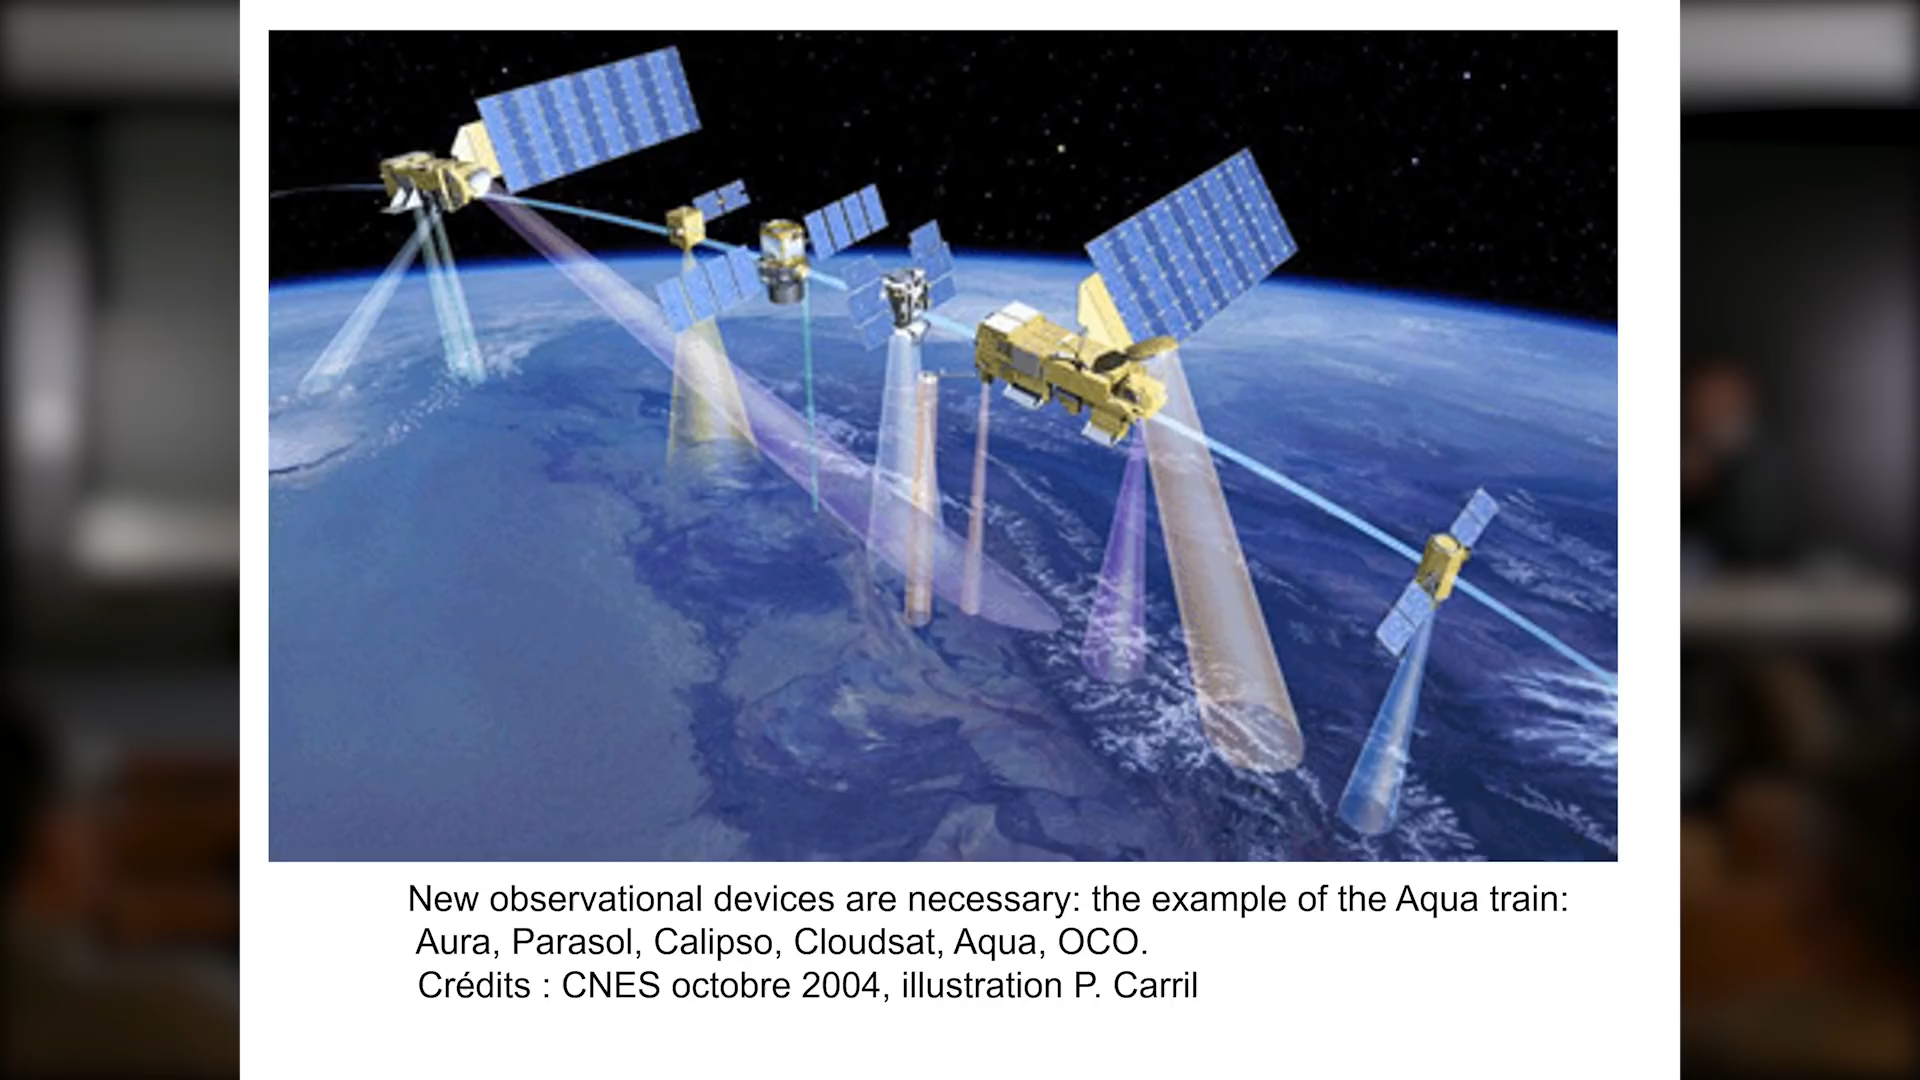 New observational devices are necessary: the example of the Aqua train:
Aura, Parasol, Calipso, Cloudsat, Aqua, OCO.
Crédits : CNES octobre 2004, illustration P. Carril